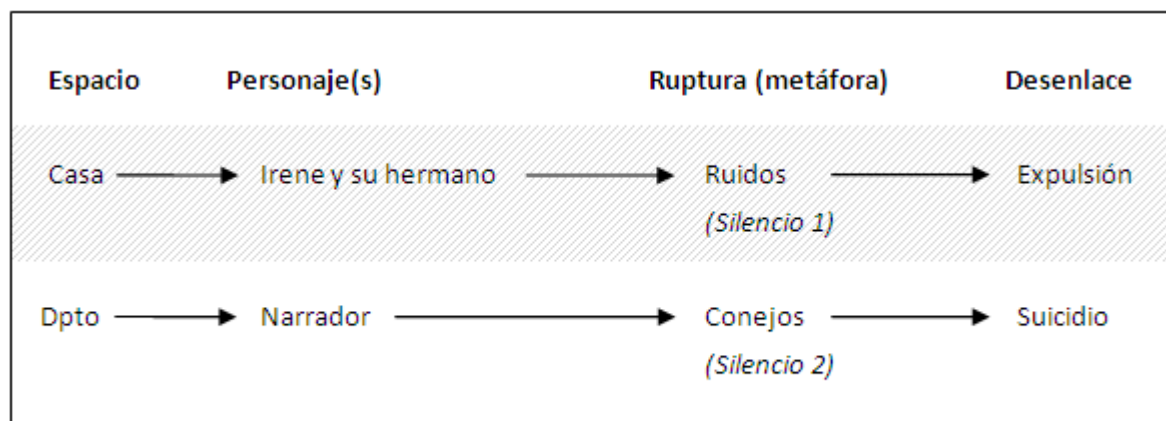 Espacio Personaje(s) Ruptura (metáfora) Desenlace
Casa Irene y su hermano Ruidos Expulsión
(Silencio 1)
Dpto Narrador Conejos Suicidio
(Silencio 2)